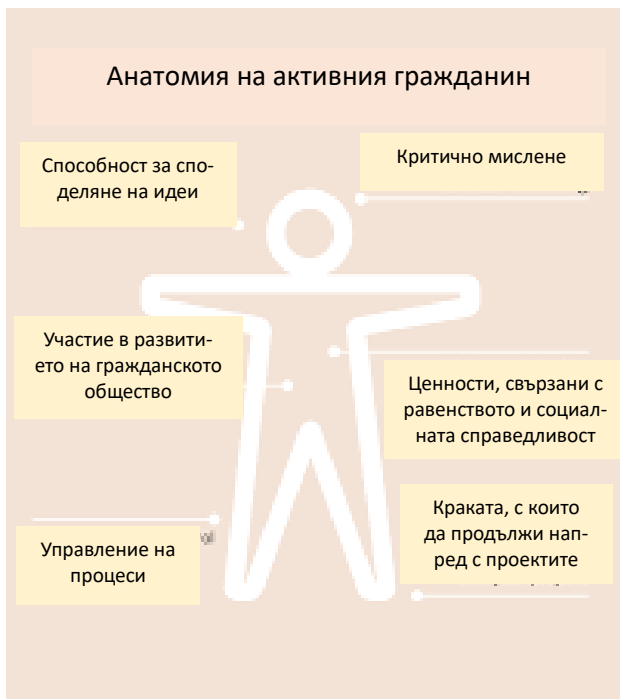 Анатомия на активния гражданин
Способност за спо-
деляне на идеи
Критично мислене
Участие в развити-
ето на гражданското
общество
Ценности, свързани с
равенството и социал-
ната справедливост
Управление на
процеси
Краката, с които
да продължи нап-
ред с проектите